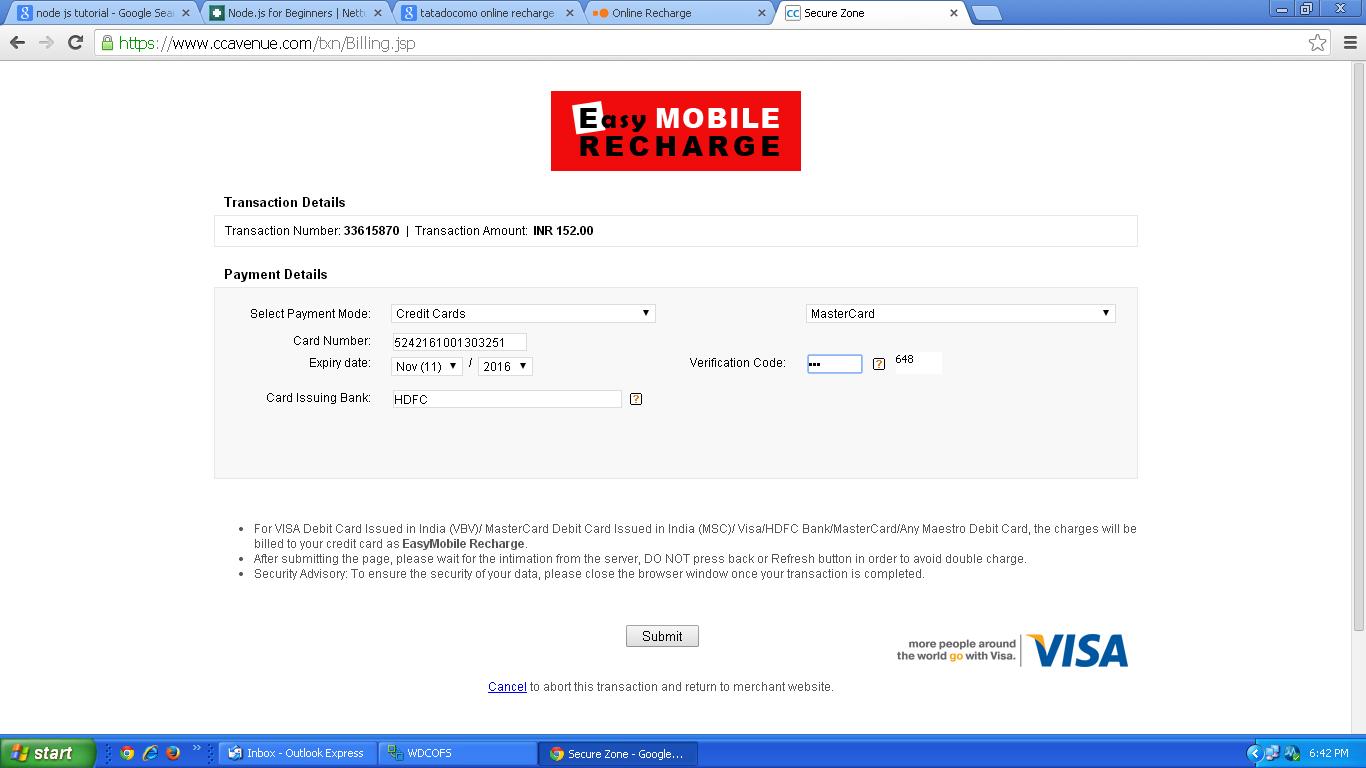 node js tutorial - Google Sea
Node.js for Beginners | Nettu
tatadocomo online recharge
Online Recharge
Secure Zone
https://www.ccavenue.com/txn/Billing.jsp
Easy MOBILE
RECHARGE
Transaction Details
Transaction Number: 33615870 | Transaction Amount: INR 152.00
Payment Details
Select Payment Mode: Credit Cards MasterCard
Card Number: 5242161001303251
Expiry date: Nov (11) / 2016 Verification Code: ••• ? 648
Card Issuing Bank: HDFC ?
• For VISA Debit Card Issued in India (VBV)/ MasterCard Debit Card Issued in India (MSC)/ Visa/HDFC Bank/MasterCard/Any Maestro Debit Card, the charges will be
billed to your credit card as EasyMobile Recharge.
• After submitting the page, please wait for the intimation from the server, DO NOT press back or Refresh button in order to avoid double charge.
• Security Advisory: To ensure the security of your data, please close the browser window once your transaction is completed.
Submit
more people around
the world go with Visa.
VISA
Cancel to abort this transaction and return to merchant website.
start
Inbox - Outlook Express
WDCOFS
Secure Zone - Google...
6:42 PM